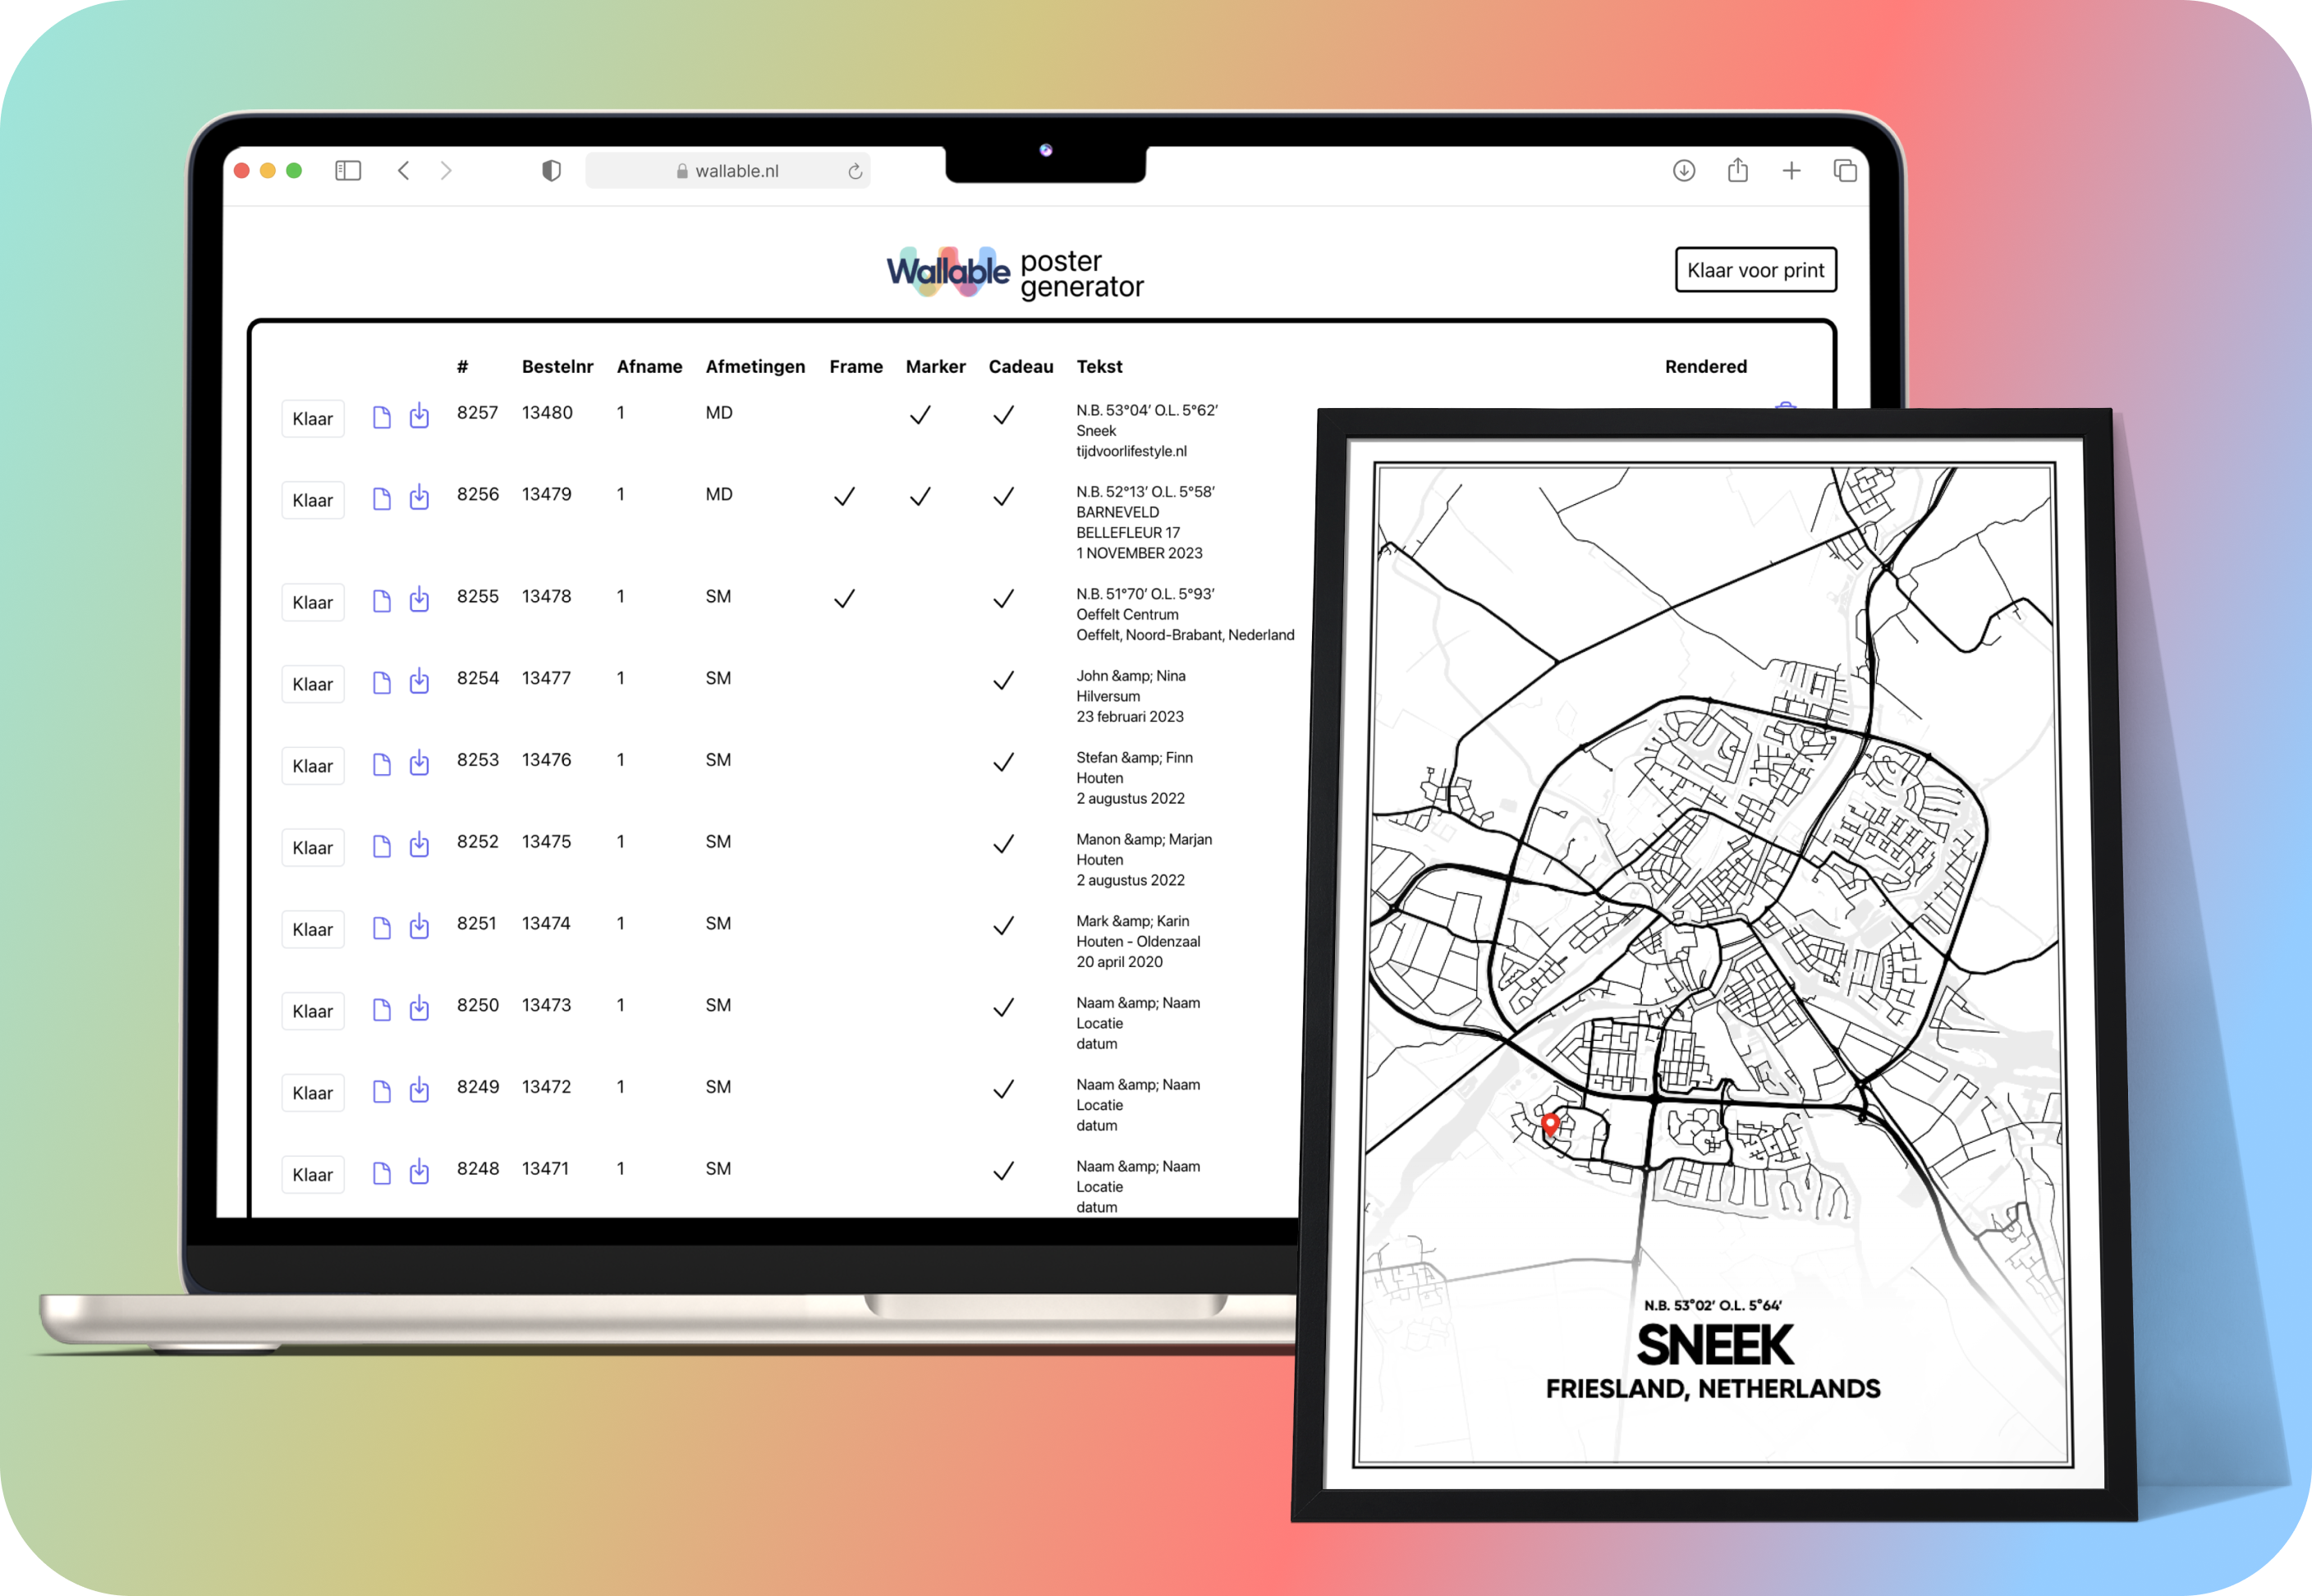 wallable.nl
Wallable poster
generator
Klaar voor print
# Bestelnr Afname Afmetingen Frame Marker Cadeau Tekst Rendered
Klaar 8257 13480 1 MD N.B. 53°04′ O.L. 5°62′
Sneek
tijdvoorlifestyle.nl
Klaar 8256 13479 1 MD N.B. 52°13′ O.L. 5°58′
BARNEVELD
BELLEFLEUR 17
1 NOVEMBER 2023
Klaar 8255 13478 1 SM N.B. 51°70′ O.L. 5°93′
Oeffelt Centrum
Oeffelt, Noord-Brabant, Nederland
Klaar 8254 13477 1 SM John &amp; Nina
Hilversum
23 februari 2023
Klaar 8253 13476 1 SM Stefan &amp; Finn
Houten
2 augustus 2022
Klaar 8252 13475 1 SM Manon &amp; Marjan
Houten
2 augustus 2022
Klaar 8251 13474 1 SM Mark &amp; Karin
Houten - Oldenzaal
20 april 2020
Klaar 8250 13473 1 SM Naam &amp; Naam
Locatie
datum
Klaar 8249 13472 1 SM Naam &amp; Naam
Locatie
datum
Klaar 8248 13471 1 SM Naam &amp; Naam
Locatie
datum
N.B. 53°02′ O.L. 5°64′
SNEEK
FRIESLAND, NETHERLANDS